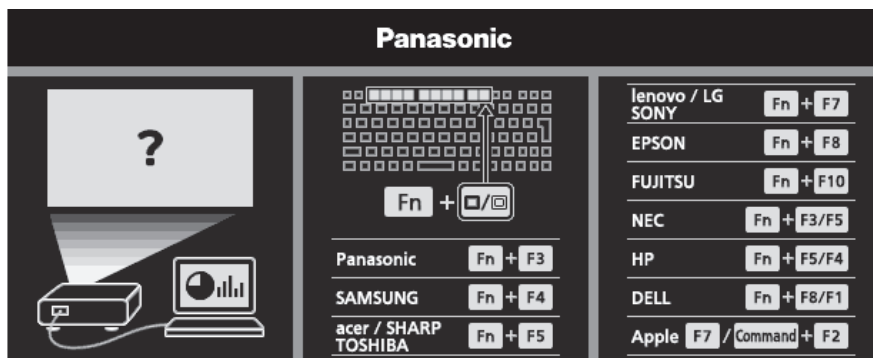 Panasonic
?
Fn + □/回
Panasonic Fn + F3
SAMSUNG Fn + F4
acer / SHARP
TOSHIBA Fn + F5
lenovo / LG
SONY Fn + F7
EPSON Fn + F8
FUJITSU Fn + F10
NEC Fn + F3/F5
HP Fn + F5/F4
DELL Fn + F8/F1
Apple F7 / Command + F2